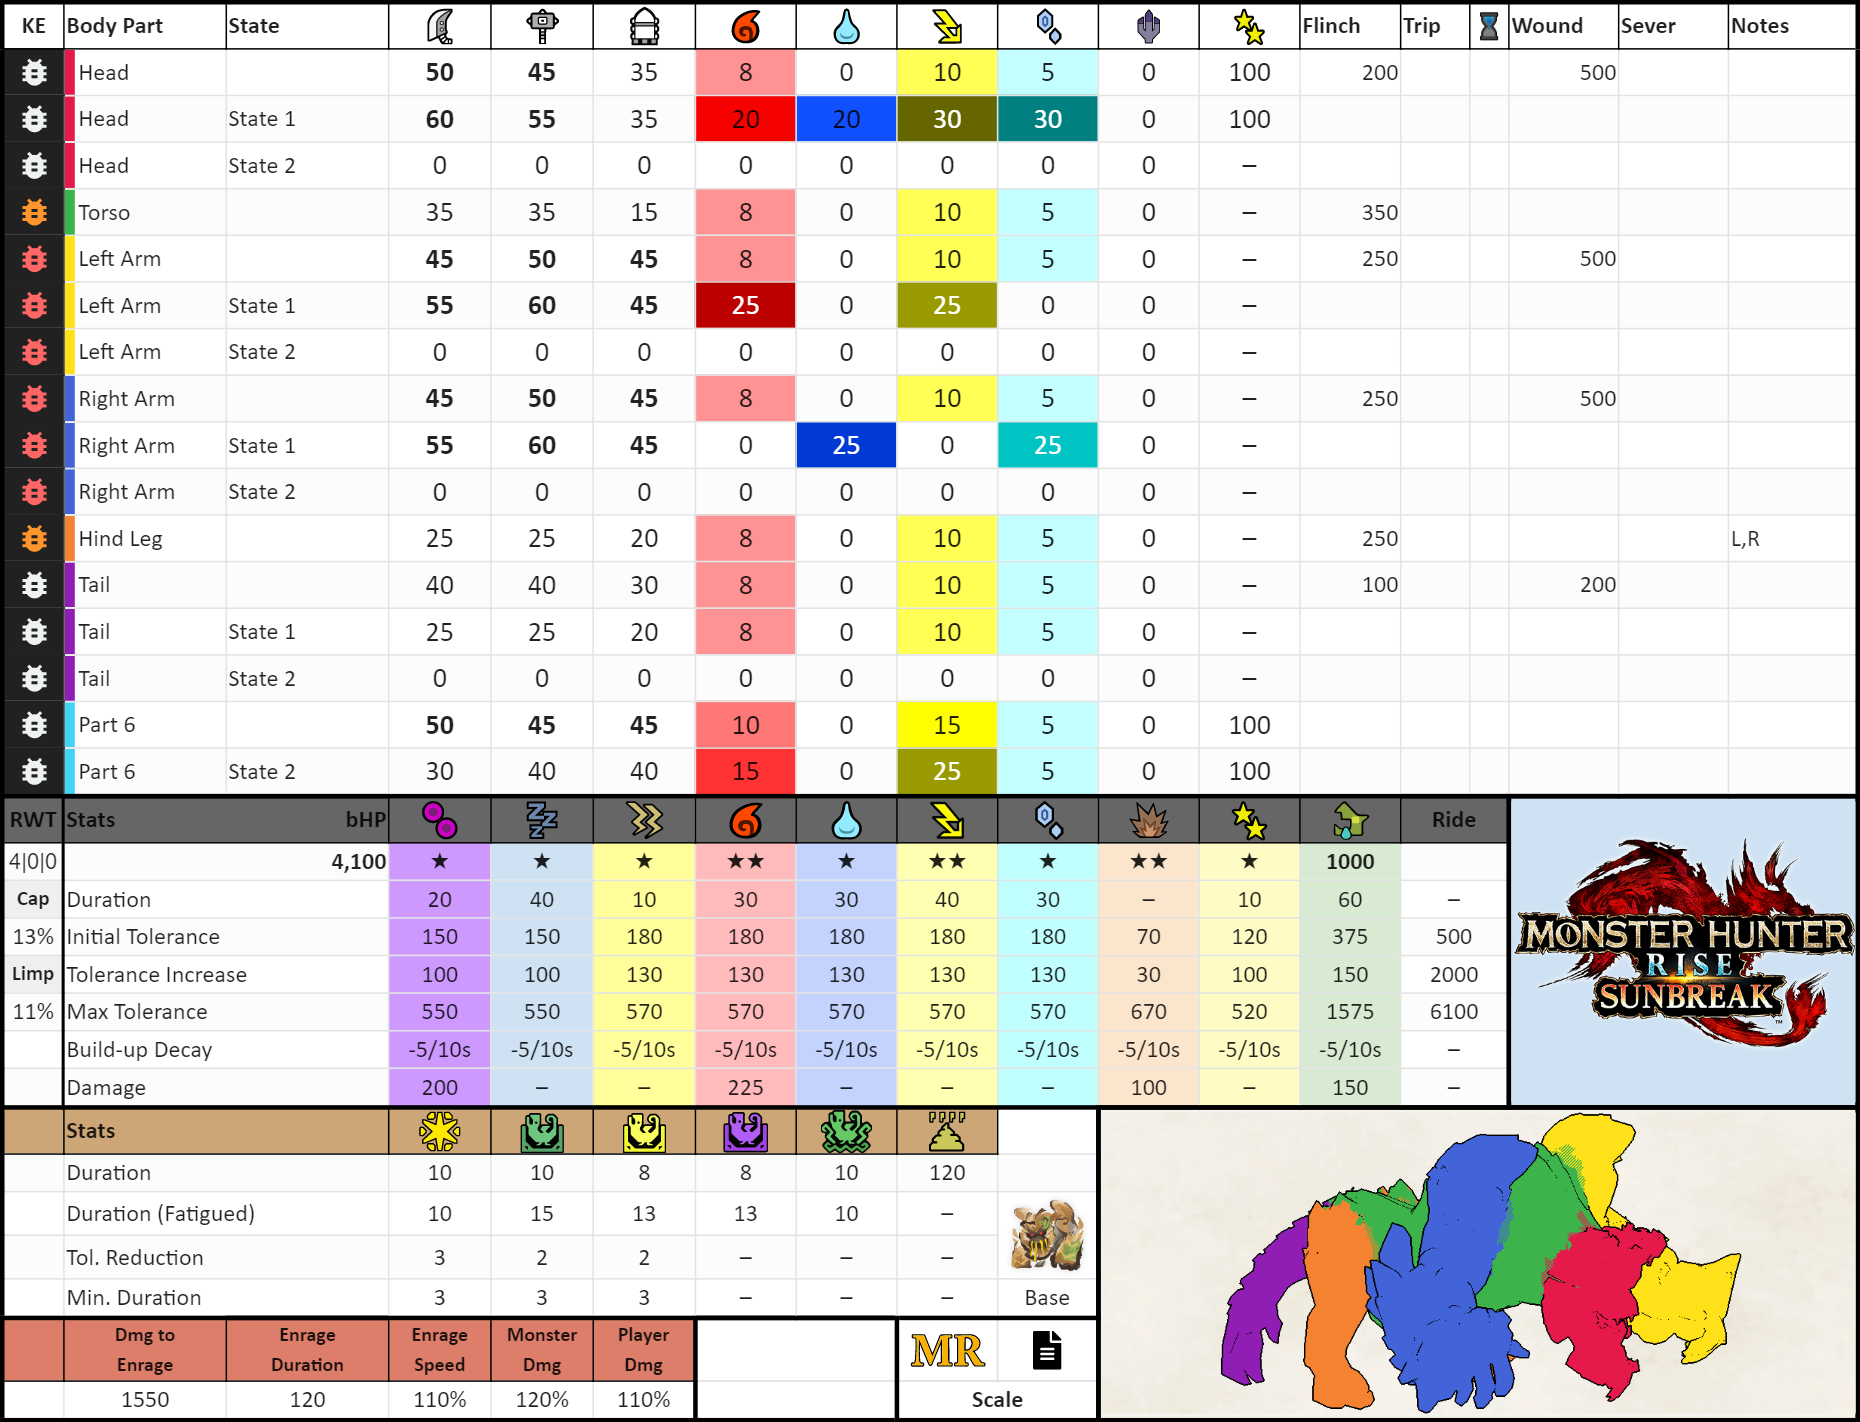 KE Body Part State Flinch Trip Wound Sever Notes
Head 50 45 35 8 0 10 5 0 100 200 500
Head State 1 60 55 35 20 20 30 30 0 100
Head State 2 0 0 0 0 0 0 0 0 –
Torso 35 35 15 8 0 10 5 0 – 350
Left Arm 45 50 45 8 0 10 5 0 – 250 500
Left Arm State 1 55 60 45 25 0 25 0 0 –
Left Arm State 2 0 0 0 0 0 0 0 0 –
Right Arm 45 50 45 8 0 10 5 0 – 250 500
Right Arm State 1 55 60 45 0 25 0 25 0 –
Right Arm State 2 0 0 0 0 0 0 0 0 –
Hind Leg 25 25 20 8 0 10 5 0 – 250 L,R
Tail 40 40 30 8 0 10 5 0 – 100 200
Tail State 1 25 25 20 8 0 10 5 0 –
Tail State 2 0 0 0 0 0 0 0 0 –
Part 6 50 45 45 10 0 15 5 0 100
Part 6 State 2 30 40 40 15 0 25 5 0 100
RWT Stats bHP Ride
4|0|0 4,100 ★ ★ ★ ★★ ★ ★★ ★ ★★ ★ 1000
Cap Duration 20 40 10 30 30 40 30 – 10 60 –
13% Initial Tolerance 150 150 180 180 180 180 180 70 120 375 500
Limp Tolerance Increase 100 100 130 130 130 130 130 30 100 150 2000
11% Max Tolerance 550 550 570 570 570 570 570 670 520 1575 6100
Build-up Decay -5/10s -5/10s -5/10s -5/10s -5/10s -5/10s -5/10s -5/10s -5/10s -5/10s –
Damage 200 – – 225 – – – 100 – 150 –
MONSTER HUNTER
RISE
SUNBREAK
™
Stats
Duration 10 10 8 8 10 120
Duration (Fatigued) 10 15 13 13 10 –
Tol. Reduction 3 2 2 – – –
Min. Duration 3 3 3 – – – Base
Dmg to Enrage Enrage Duration Enrage Speed Monster Dmg Player Dmg MR
1550 120 110% 120% 110% Scale